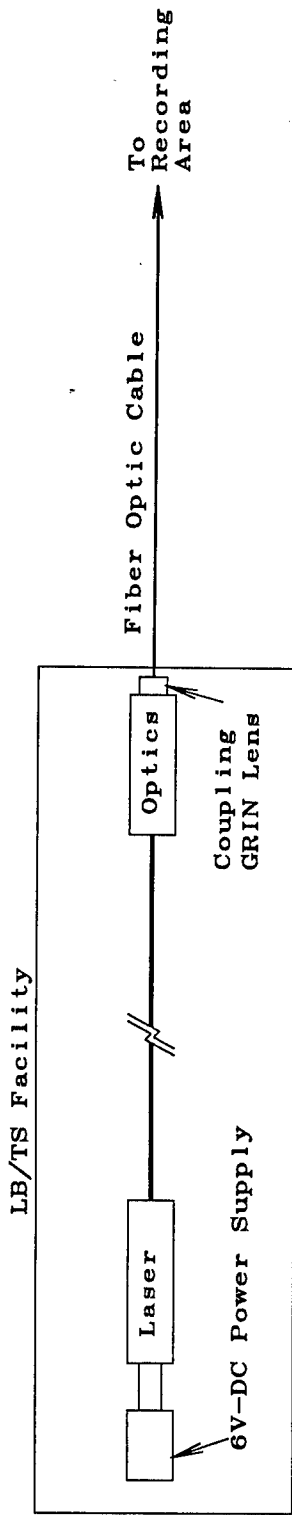 LB/TS Facility
Laser
6V-DC Power Supply
Optics
Coupling
GRIN Lens
Fiber Optic Cable
To
Recording
Area